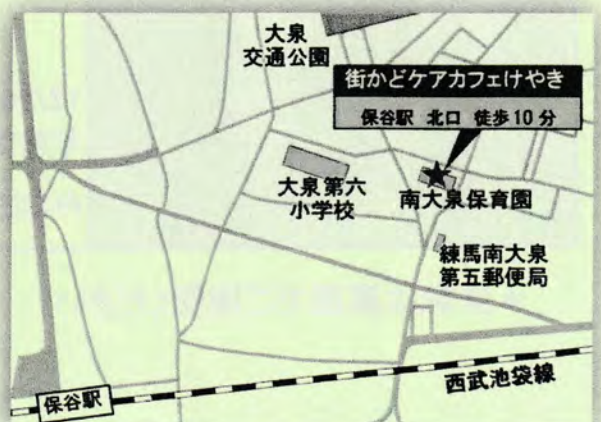 大泉
交通公園
街かどケアカフェけやき
保谷駅 北口 徒歩10分
大泉第六
小学校
南大泉保育園
練馬南大泉
第五郵便局
西武池袋線
保谷駅